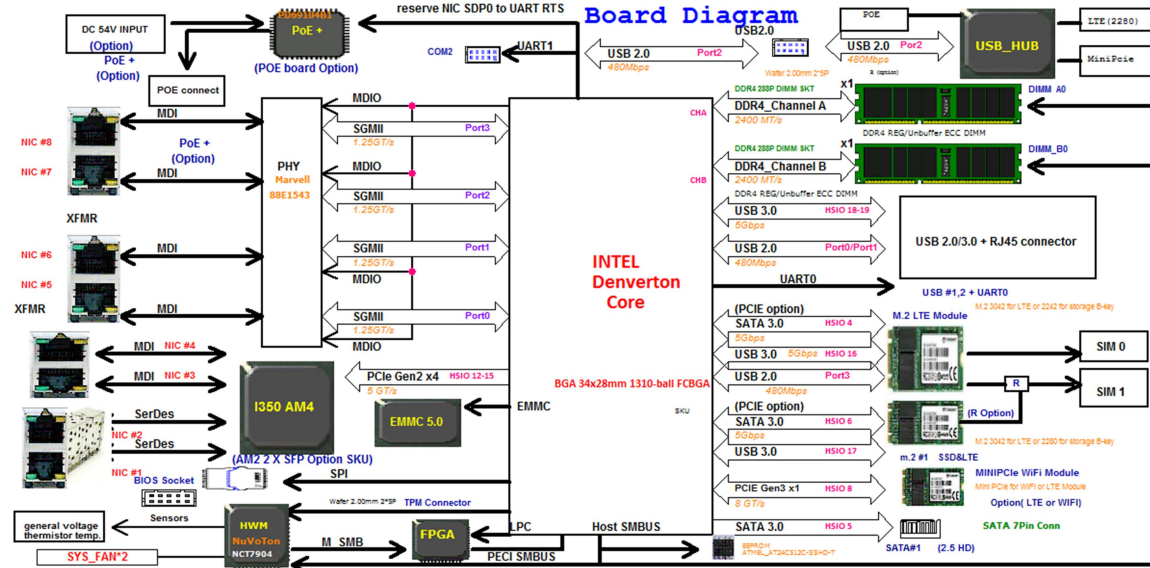 Board Diagram
reserve NIC SDP0 to UART RTS
PD69104B1
PoE +
(POE board Option)
DC 54V INPUT
(Option)
PoE +
(Option)
POE connect
COM2
UART1
USB2.0
USB 2.0
Port2
480Mbps
Wafer 2.00mm 2*5P
POE
USB 2.0
Por2
480Mbps
R (option)
USB_HUB
LTE(2280)
MiniPcie
NIC #8
NIC #7
XFMR
NIC #6
NIC #5
XFMR
MDI
PoE +
(Option)
MDI
MDI
MDI
PHY
Marvell
88E1543
MDIO
SGMII
Port3
1.25GT/s
MDIO
SGMII
Port2
1.25GT/s
SGMII
Port1
1.25GT/s
MDIO
SGMII
Port0
1.25GT/s
MDIO
INTEL
Denverton
Core
BGA 34x28mm 1310-ball FCBGA
SKU
CHA
CHB
DDR4 288P DIMM SKT
x1
DDR4_Channel A
2400 MT/s
DIMM_A0
DDR4 REG/Unbuffer ECC DIMM
DDR4 288P DIMM SKT
x1
DDR4_Channel B
2400 MT/s
DIMM_B0
DDR4 REG/Unbuffer ECC DIMM
USB 3.0
HSIO 18-19
5Gbps
USB 2.0
Port0/Port1
480Mbps
USB 2.0/3.0 + RJ45 connector
UART0
USB #1,2 + UART0
M.2 3042 for LTE or 2242 for storage B-key
M.2 LTE Module
(PCIE option)
SATA 3.0
HSIO 4
5Gbps
USB 3.0
5Gbps
HSIO 16
USB 2.0
Port3
480Mbps
SIM 0
R
SIM 1
(PCIE option)
SATA 3.0
HSIO 6
5Gbps
USB 3.0
HSIO 17
(R Option)
M.2 3042 for LTE or 2280 for storage B-key
m.2 #1
SSD&LTE
PCIE Gen3 x1
HSIO 8
8 GT/s
MINIPCIe WiFi Module
Mini PCIe for WIFI or LTE Module
Option( LTE or WIFI)
SATA 3.0
HSIO 5
SATA 7Pin Conn
SATA#1
(2.5 HD)
MDI
NIC #4
MDI
NIC #3
SerDes
NIC #2
SerDes
NIC #1
I350 AM4
(AM2 2 X SFP Option SKU)
PCIe Gen2 x4
HSIO 12-15
5 GT/s
EMMC
EMMC 5.0
BIOS Socket
SPI
Wafer 2.00mm 2*5P
TPM Connector
LPC
Host SMBUS
general voltage
thermistor temp.
Sensors
SYS_FAN*2
HWM
NuVoTon
NCT7904
M_SMB
FPGA
PECI SMBUS
EEPROM
ATMEL_AT24C512C-SSHD-T